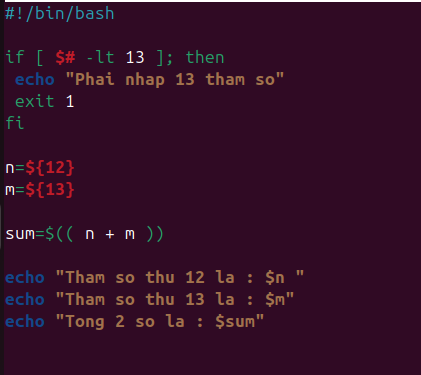 #!/bin/bash
if [ $# -lt 13 ]; then
echo "Phai nhap 13 tham so"
exit 1
fi
n=${12}
m=${13}
sum=$(( n + m ))
echo "Tham so thu 12 la : $n "
echo "Tham so thu 13 la : $m"
echo "Tong 2 so la : $sum"